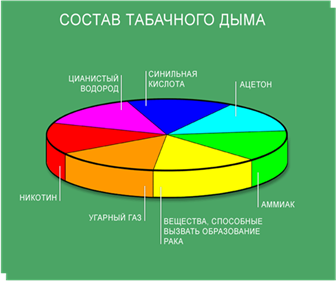 СОСТАВ ТАБАЧНОГО ДЫМА
ЦИАНИСТЫЙ
ВОДОРОД
СИНИЛЬНАЯ
КИСЛОТА
АЦЕТОН
НИКОТИН
УГАРНЫЙ ГАЗ
ВЕЩЕСТВА, СПОСОБНЫЕ
ВЫЗВАТЬ ОБРАЗОВАНИЕ
РАКА
АММИАК